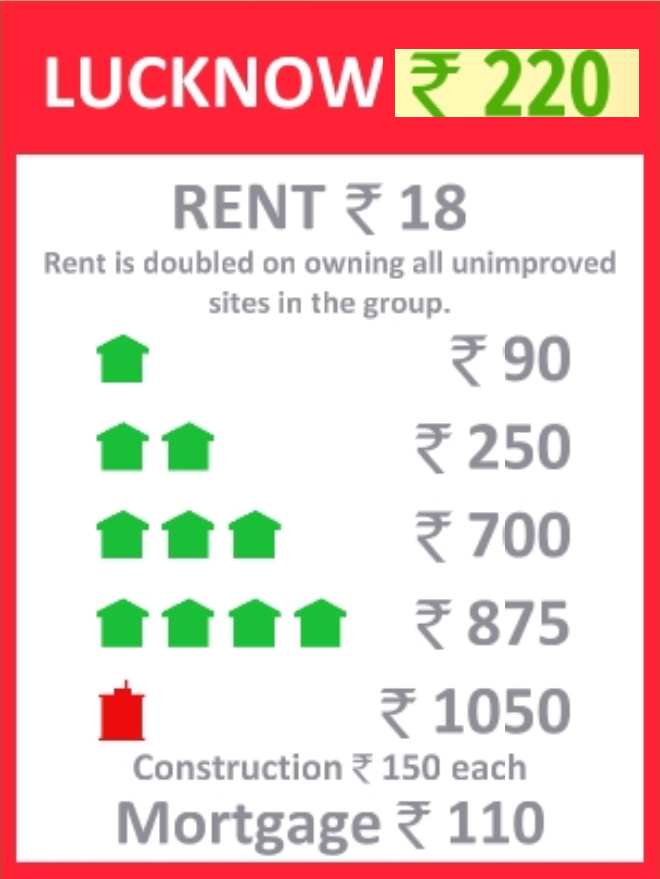 LUCKNOW ₹ 220
RENT ₹ 18
Rent is doubled on owning all unimproved
sites in the group.
₹ 90
₹ 250
₹ 700
₹ 875
₹ 1050
Construction ₹ 150 each
Mortgage ₹ 110